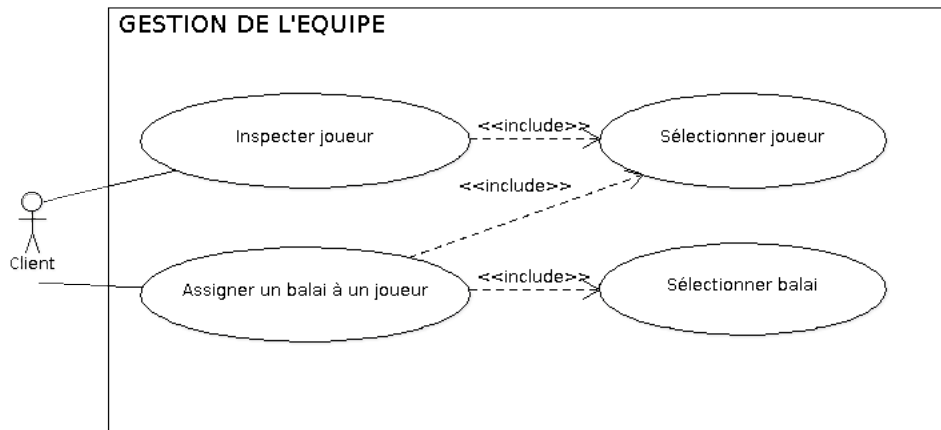 GESTION DE L'EQUIPE
Inspecter joueur
<<include>>
Sélectionner joueur
<<include>>
Client
Assigner un balai à un joueur
<<include>>
Sélectionner balai